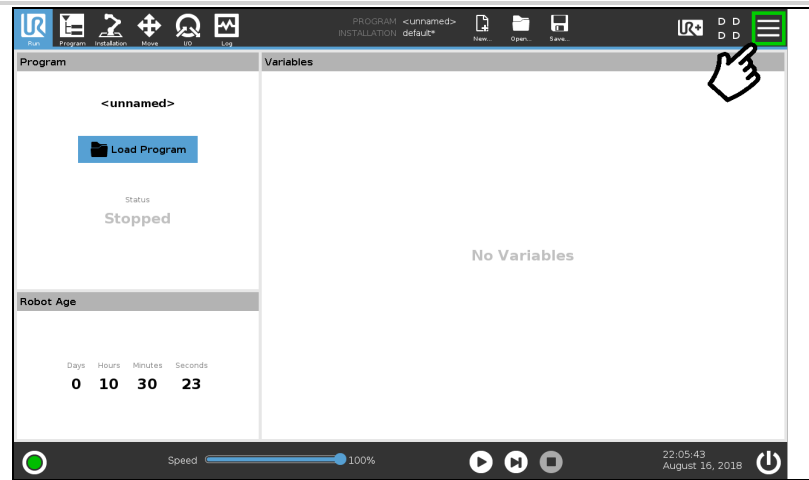 UR
Run
Program
Installation
Move
I/O
Log
PROGRAM <unnamed>
INSTALLATION default*
New...
Open...
Save...
UR+
D D
D D
Program
<unnamed>
Load Program
Status
Stopped
Variables
No Variables
Robot Age
Days Hours Minutes Seconds
0 10 30 23
Speed 100%
22:05:43
August 16, 2018